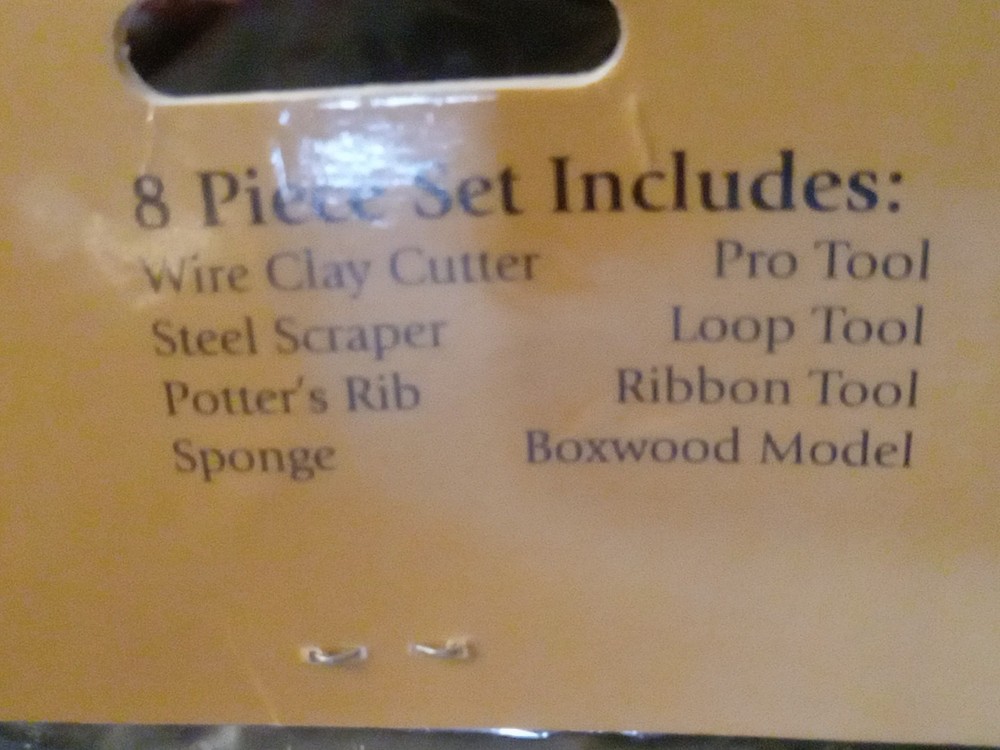 8 Piece Set Includes:
Wire Clay Cutter Pro Tool
Steel Scraper Loop Tool
Potter's Rib Ribbon Tool
Sponge Boxwood Model